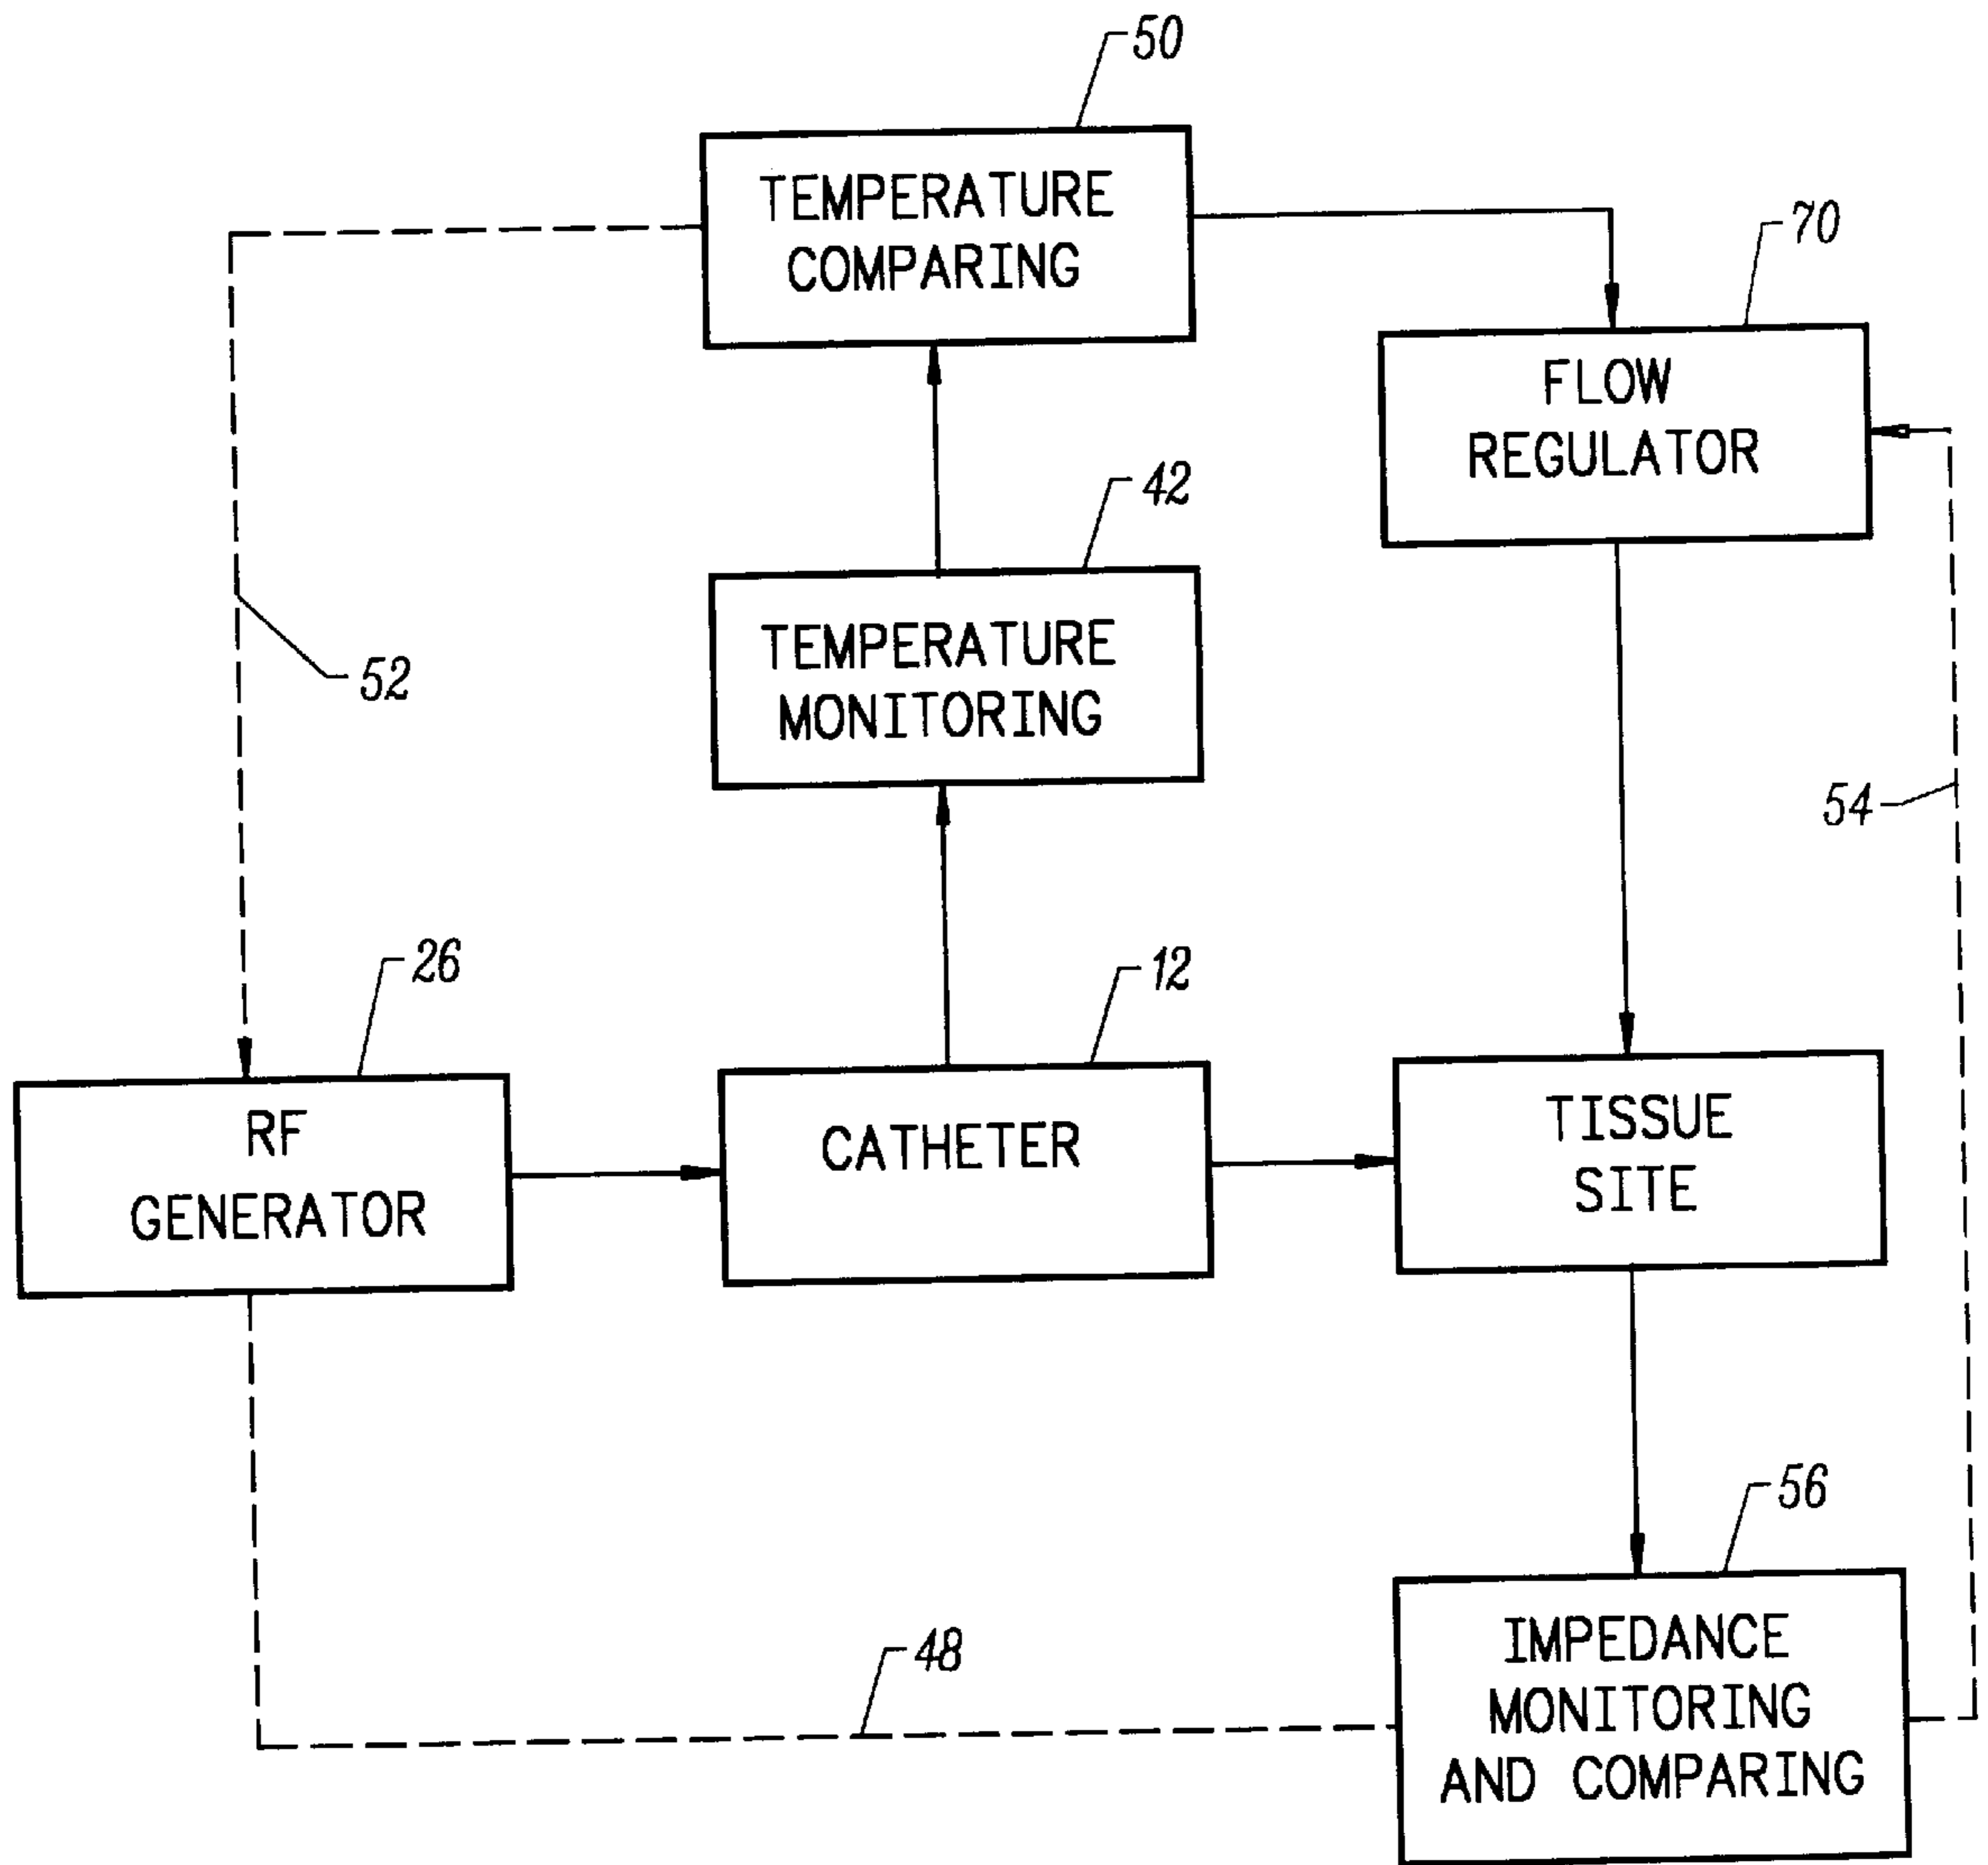 50
TEMPERATURE
COMPARING
70
FLOW
REGULATOR
42
TEMPERATURE
MONITORING
52
54
26
RF
GENERATOR
12
CATHETER
TISSUE
SITE
56
IMPEDANCE
MONITORING
AND COMPARING
48